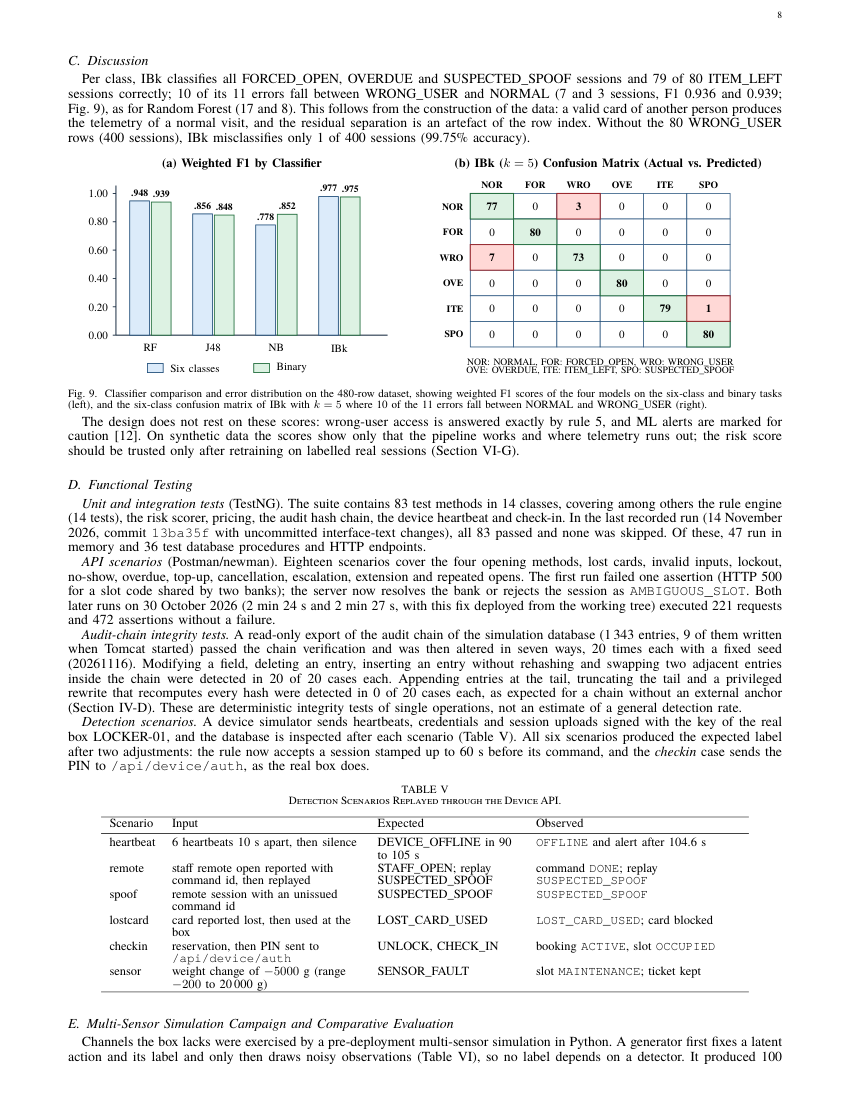 8
C. Discussion
Per class, IBk classifies all FORCED_OPEN, OVERDUE and SUSPECTED_SPOOF sessions and 79 of 80 ITEM_LEFT
sessions correctly; 10 of its 11 errors fall between WRONG_USER and NORMAL (7 and 3 sessions, F1 0.936 and 0.939;
Fig. 9), as for Random Forest (17 and 8). This follows from the construction of the data: a valid card of another person produces
the telemetry of a normal visit, and the residual separation is an artefact of the row index. Without the 80 WRONG_USER
rows (400 sessions), IBk misclassifies only 1 of 400 sessions (99.75% accuracy).
(a) Weighted F1 by Classifier
1.00
0.80
0.60
0.40
0.20
0.00
.948 .939
.856 .848
.778 .852
.977 .975
RF J48 NB IBk
Six classes Binary
(b) IBk (k = 5) Confusion Matrix (Actual vs. Predicted)
NOR FOR WRO OVE ITE SPO
NOR 77 0 3 0 0 0
FOR 0 80 0 0 0 0
WRO 7 0 73 0 0 0
OVE 0 0 0 80 0 0
ITE 0 0 0 0 79 1
SPO 0 0 0 0 0 80
NOR: NORMAL, FOR: FORCED_OPEN, WRO: WRONG_USER
OVE: OVERDUE, ITE: ITEM_LEFT, SPO: SUSPECTED_SPOOF
Fig. 9. Classifier comparison and error distribution on the 480-row dataset, showing weighted F1 scores of the four models on the six-class and binary tasks
(left), and the six-class confusion matrix of IBk with k = 5 where 10 of the 11 errors fall between NORMAL and WRONG_USER (right).
The design does not rest on these scores: wrong-user access is answered exactly by rule 5, and ML alerts are marked for
caution [12]. On synthetic data the scores show only that the pipeline works and where telemetry runs out; the risk score
should be trusted only after retraining on labelled real sessions (Section VI-G).
D. Functional Testing
Unit and integration tests (TestNG). The suite contains 83 test methods in 14 classes, covering among others the rule engine
(14 tests), the risk scorer, pricing, the audit hash chain, the device heartbeat and check-in. In the last recorded run (14 November
2026, commit 13ba35f with uncommitted interface-text changes), all 83 passed and none was skipped. Of these, 47 run in
memory and 36 test database procedures and HTTP endpoints.
API scenarios (Postman/newman). Eighteen scenarios cover the four opening methods, lost cards, invalid inputs, lockout,
no-show, overdue, top-up, cancellation, escalation, extension and repeated opens. The first run failed one assertion (HTTP 500
for a slot code shared by two banks); the server now resolves the bank or rejects the session as AMBIGUOUS_SLOT. Both
later runs on 30 October 2026 (2 min 24 s and 2 min 27 s, with this fix deployed from the working tree) executed 221 requests
and 472 assertions without a failure.
Audit-chain integrity tests. A read-only export of the audit chain of the simulation database (1 343 entries, 9 of them written
when Tomcat started) passed the chain verification and was then altered in seven ways, 20 times each with a fixed seed
(20261116). Modifying a field, deleting an entry, inserting an entry without rehashing and swapping two adjacent entries
inside the chain were detected in 20 of 20 cases each. Appending entries at the tail, truncating the tail and a privileged
rewrite that recomputes every hash were detected in 0 of 20 cases each, as expected for a chain without an external anchor
(Section IV-D). These are deterministic integrity tests of single operations, not an estimate of a general detection rate.
Detection scenarios. A device simulator sends heartbeats, credentials and session uploads signed with the key of the real
box LOCKER-01, and the database is inspected after each scenario (Table V). All six scenarios produced the expected label
after two adjustments: the rule now accepts a session stamped up to 60 s before its command, and the checkin case sends the
PIN to /api/device/auth, as the real box does.
TABLE V
Detection Scenarios Replayed through the Device API.
Scenario Input Expected Observed
heartbeat 6 heartbeats 10 s apart, then silence DEVICE_OFFLINE in 90 OFFLINE and alert after 104.6 s
to 105 s
remote staff remote open reported with STAFF_OPEN; replay command DONE; replay
command id, then replayed SUSPECTED_SPOOF SUSPECTED_SPOOF
spoof remote session with an unissued SUSPECTED_SPOOF SUSPECTED_SPOOF
command id
lostcard card reported lost, then used at the LOST_CARD_USED LOST_CARD_USED; card blocked
box
checkin reservation, then PIN sent to UNLOCK, CHECK_IN booking ACTIVE, slot OCCUPIED
/api/device/auth
sensor weight change of −5000 g (range SENSOR_FAULT slot MAINTENANCE; ticket kept
−200 to 20 000 g)
E. Multi-Sensor Simulation Campaign and Comparative Evaluation
Channels the box lacks were exercised by a pre-deployment multi-sensor simulation in Python. A generator first fixes a latent
action and its label and only then draws noisy observations (Table VI), so no label depends on a detector. It produced 100